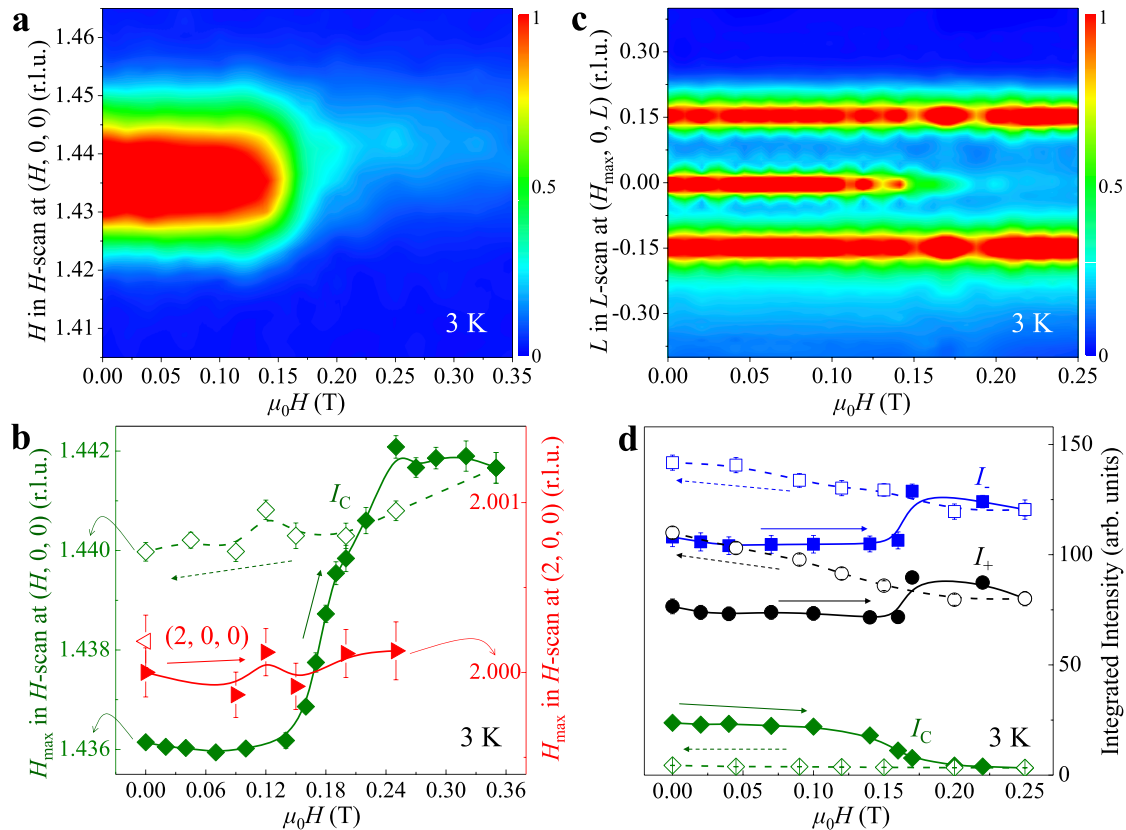 a
H in H-scan at (H, 0, 0) (r.l.u.)
1.46
1.45
1.44
1.43
1.42
1.41
3 K
0.00 0.05 0.10 0.15 0.20 0.25 0.30 0.35
μ0H (T)
1
0.5
0
c
L in L-scan at (Hmax, 0, L) (r.l.u.)
0.30
0.15
0.00
-0.15
-0.30
3 K
0.00 0.05 0.10 0.15 0.20 0.25
μ0H (T)
1
0.5
0
b
Hmax in H-scan at (H, 0, 0) (r.l.u.)
1.442
1.440
1.438
1.436
IC
(2, 0, 0)
3 K
2.001
2.000
Hmax in H-scan at (2, 0, 0) (r.l.u.)
0.00 0.06 0.12 0.18 0.24 0.30 0.36
μ0H (T)
d
I-
I+
IC
3 K
150
100
50
0
Integrated Intensity (arb. units)
0.00 0.05 0.10 0.15 0.20 0.25
μ0H (T)